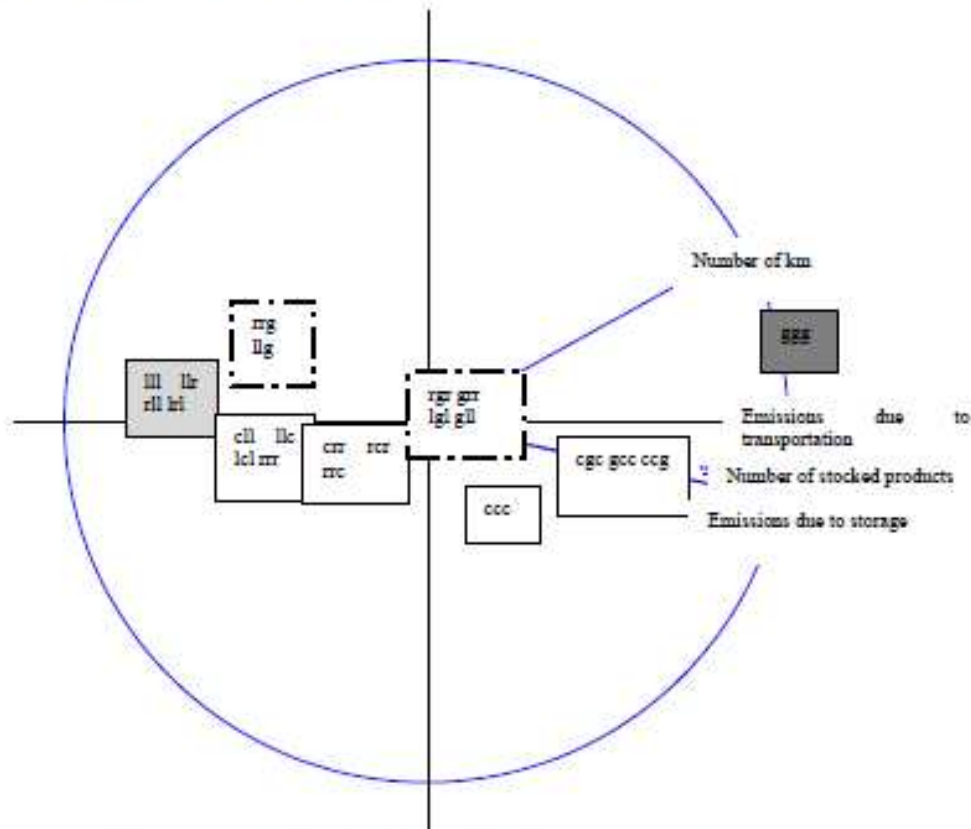 Number of km
rrg
llg
ggg
lll llr
rll lrl
rgr grr
lgl gll
Emissions due to
transportation
cll llc
lcl rrr
crr rcr
rrc
cgc gcc ccg
Number of stocked products
ccc
Emissions due to storage